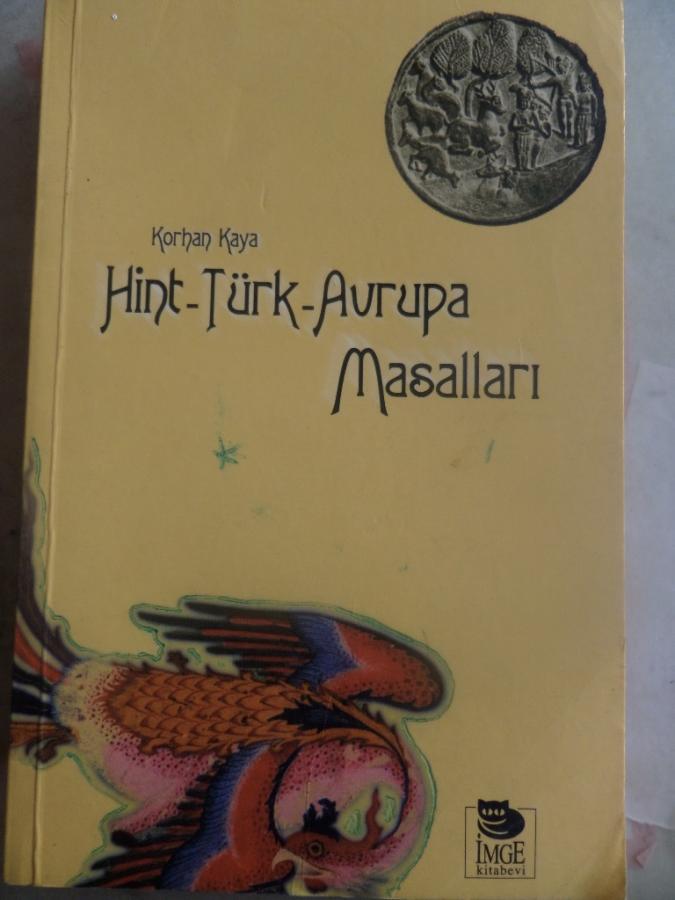 Korhan Kaya
Hint-Türk-Avrupa
Masalları
İMGE
kitabevi